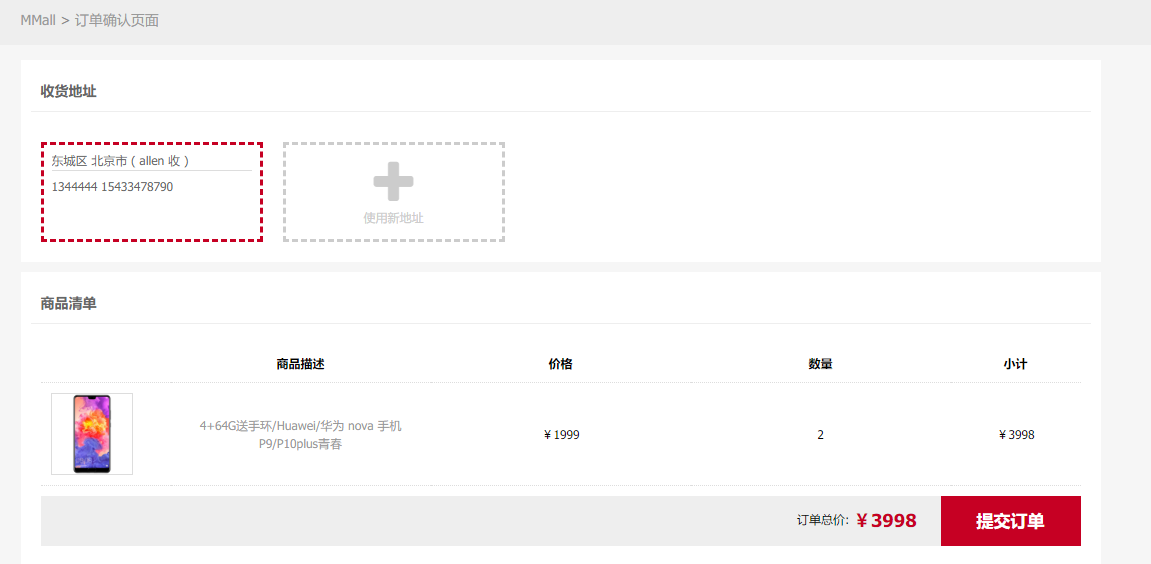 MMall > 订单确认页面
收货地址
东城区 北京市 ( allen 收 )
1344444 15433478790
使用新地址
商品清单
商品描述 价格 数量 小计
4+64G送手环/Huawei/华为 nova 手机
P9/P10plus青春
￥1999 2 ￥3998
订单总价: ￥3998 提交订单